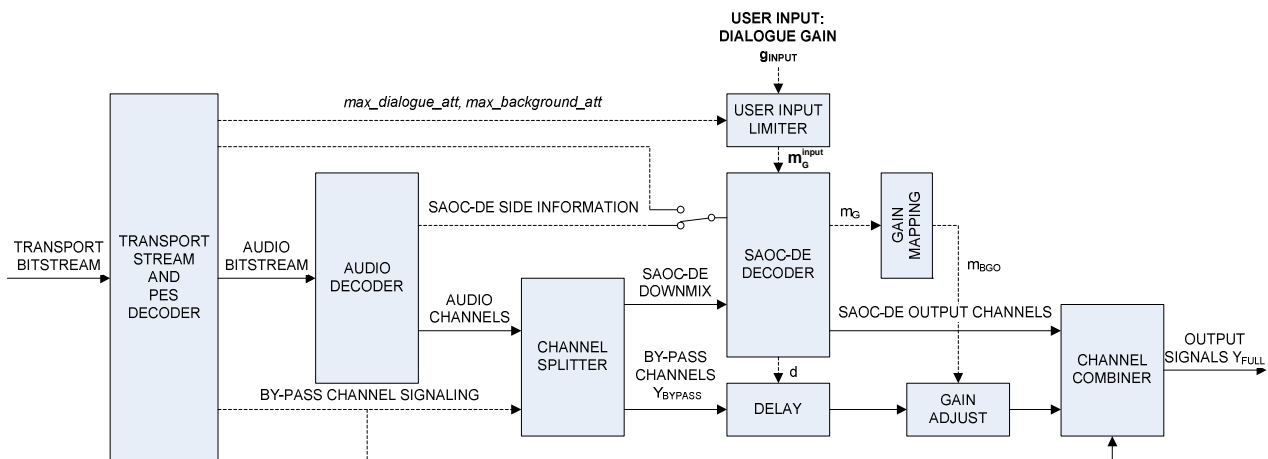 USER INPUT:
DIALOGUE GAIN
gINPUT
max_dialogue_att, max_background_att
USER INPUT
LIMITER
mGinput
SAOC-DE SIDE INFORMATION
mG
GAIN
MAPPING
TRANSPORT
BITSTREAM
TRANSPORT
STREAM
AND
PES
DECODER
AUDIO
BITSTREAM
AUDIO
DECODER
SAOC-DE
DECODER
SAOC-DE
DOWNMIX
mBGO
AUDIO
CHANNELS
SAOC-DE OUTPUT CHANNELS
CHANNEL
SPLITTER
BY-PASS
CHANNELS
YBYPASS
CHANNEL
COMBINER
OUTPUT
SIGNALS YFULL
d
BY-PASS CHANNEL SIGNALING
DELAY
GAIN
ADJUST